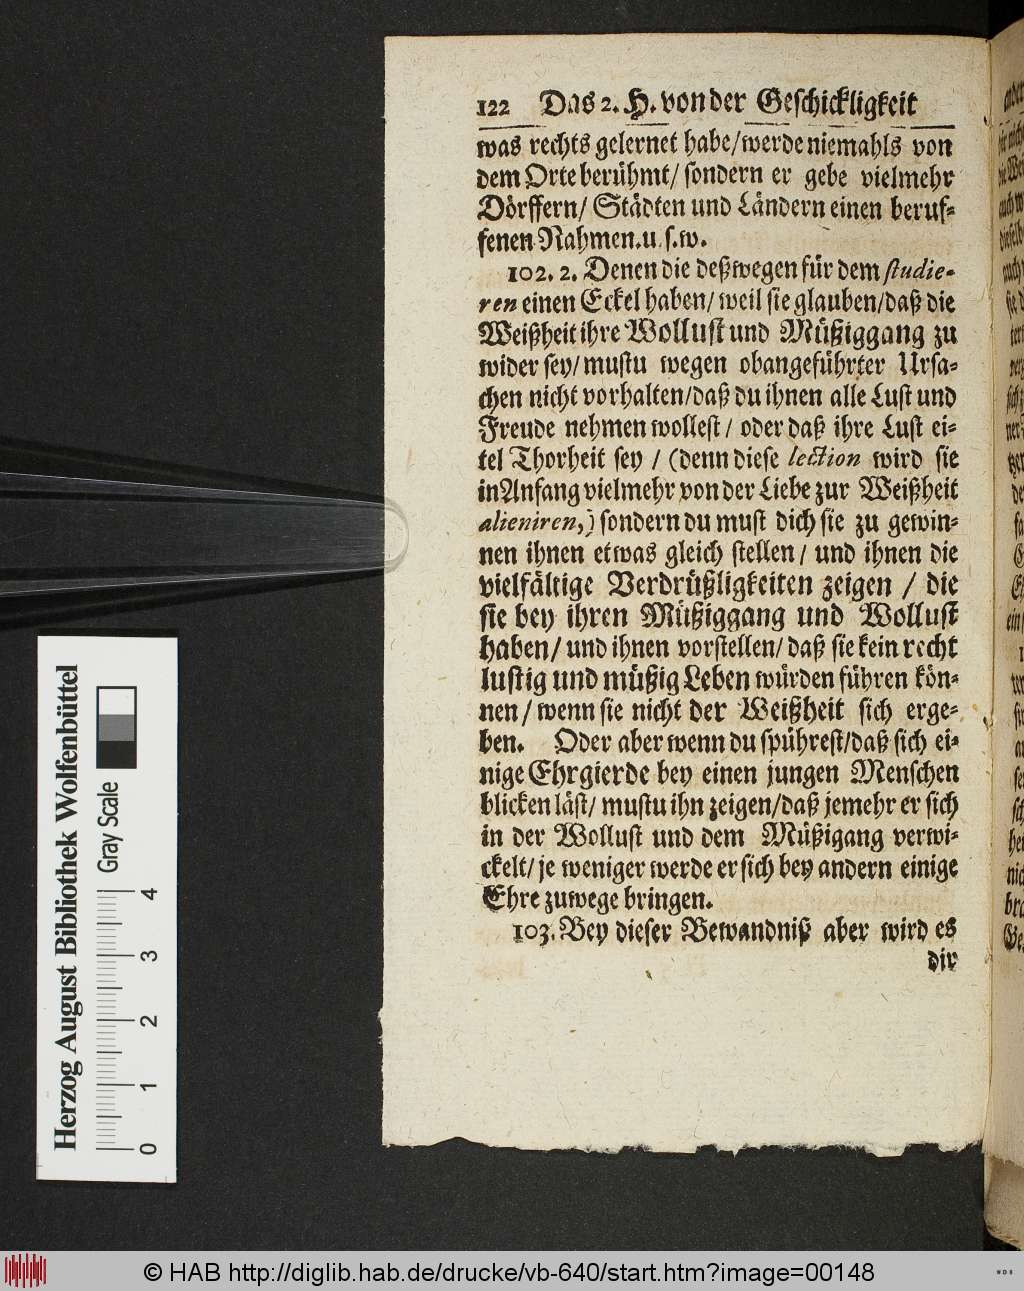 122 Das 2. H. von der Geschickligkeit
was rechts gelernet habe/werde niemahls von
dem Orte berühmt/ sondern er gebe vielmehr
Dörffern/ Städten und Ländern einen beruf-
fenen Nahmen.u.s.w.
102. 2. Denen die deßwegen für dem studie-
ren einen Eckel haben/ weil sie glauben/daß die
Weißheit ihre Wollust und Müßiggang zu
wider sey/ mustu wegen obangeführter Ursa-
chen nicht vorhalten/daß du ihnen alle Lust und
Freude nehmen wollest / oder daß ihre Lust ei-
tel Thorheit sey / (denn diese lection wird sie
in Anfang vielmehr von der Liebe zur Weißheit
alieniren,) sondern du must dich sie zu gewin-
nen ihnen etwas gleich stellen / und ihnen die
vielfältige Verdrüßligkeiten zeigen / die
sie bey ihren Müßiggang und Wollust
haben/ und ihnen vorstellen/ daß sie kein recht
lustig und müßig Leben würden führen kön-
nen / wenn sie nicht der Weißheit sich erge-
ben. Oder aber wenn du spührest/daß sich ei-
nige Ehrgierde bey einen jungen Menschen
blicken läst/ mustu ihn zeigen/daß jemehr er sich
in der Wollust und dem Müßigang verwi-
ckelt/ je weniger werde er sich bey andern einige
Ehre zuwege bringen.
103. Bey dieser Bewandniß aber wird es
dir
Herzog August Bibliothek Wolfenbüttel
Gray Scale
0 1 2 3 4
© HAB http://diglib.hab.de/drucke/vb-640/start.htm?image=00148